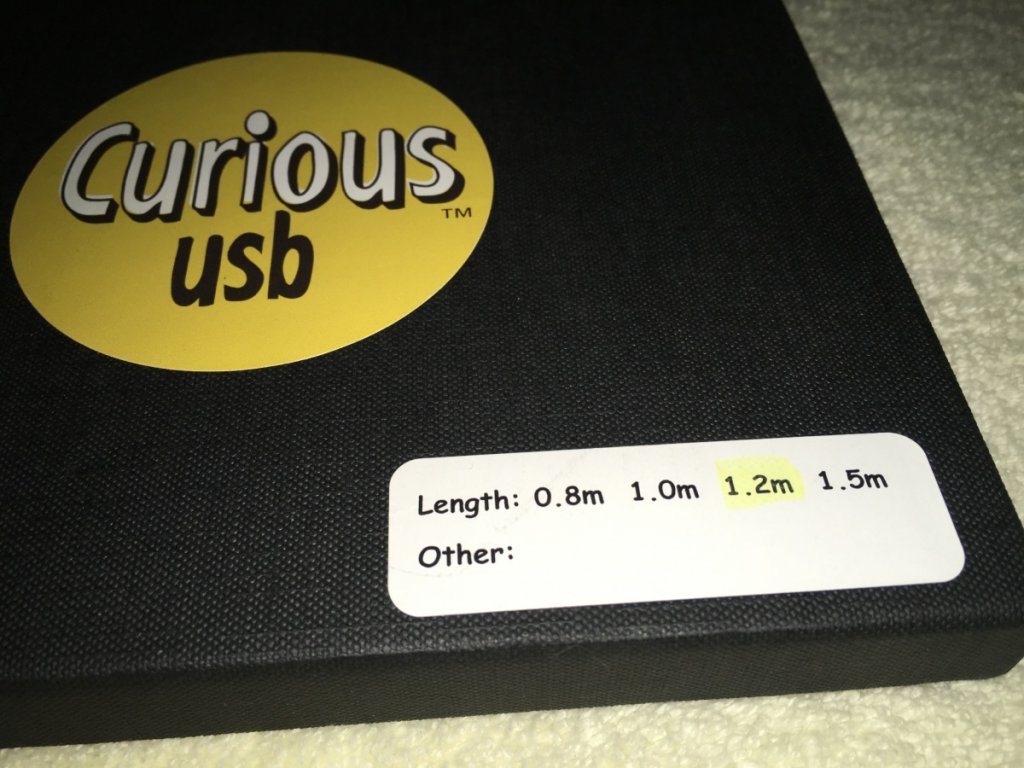 Curious
TM
usb
Length: 0.8m 1.0m 1.2m 1.5m
Other: